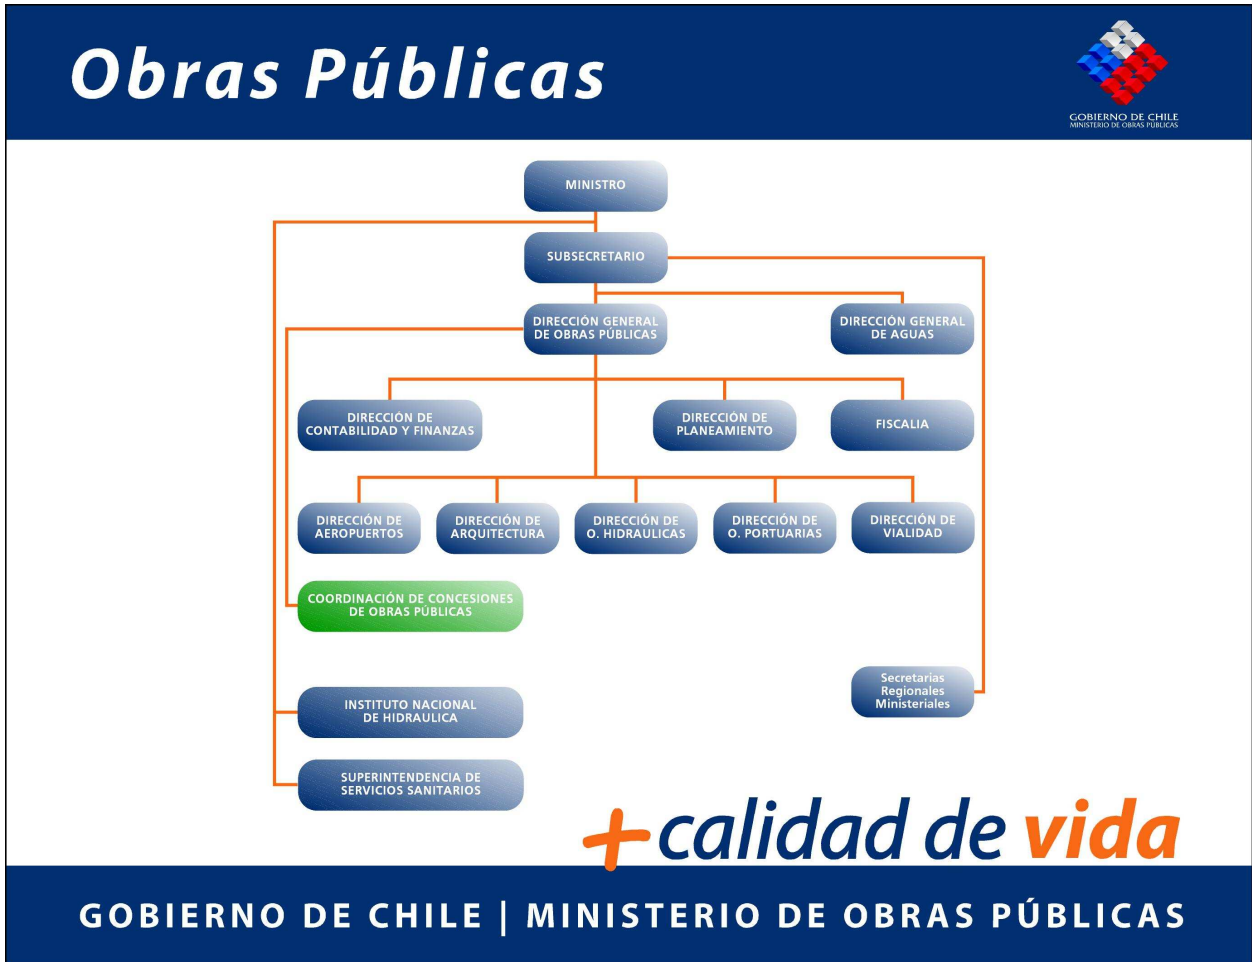 Obras Públicas
GOBIERNO DE CHILE
MINISTERIO DE OBRAS PÚBLICAS
MINISTRO
SUBSECRETARIO
DIRECCIÓN GENERAL
DE OBRAS PÚBLICAS
DIRECCIÓN GENERAL
DE AGUAS
DIRECCIÓN DE
CONTABILIDAD Y FINANZAS
DIRECCIÓN DE
PLANEAMIENTO
FISCALIA
DIRECCIÓN DE
AEROPUERTOS
DIRECCIÓN DE
ARQUITECTURA
DIRECCIÓN DE
O. HIDRAULICAS
DIRECCIÓN DE
O. PORTUARIAS
DIRECCIÓN DE
VIALIDAD
COORDINACIÓN DE CONCESIONES
DE OBRAS PÚBLICAS
Secretarias
Regionales
Ministeriales
INSTITUTO NACIONAL
DE HIDRAULICA
SUPERINTENDENCIA DE
SERVICIOS SANITARIOS
+ calidad de vida
GOBIERNO DE CHILE | MINISTERIO DE OBRAS PÚBLICAS